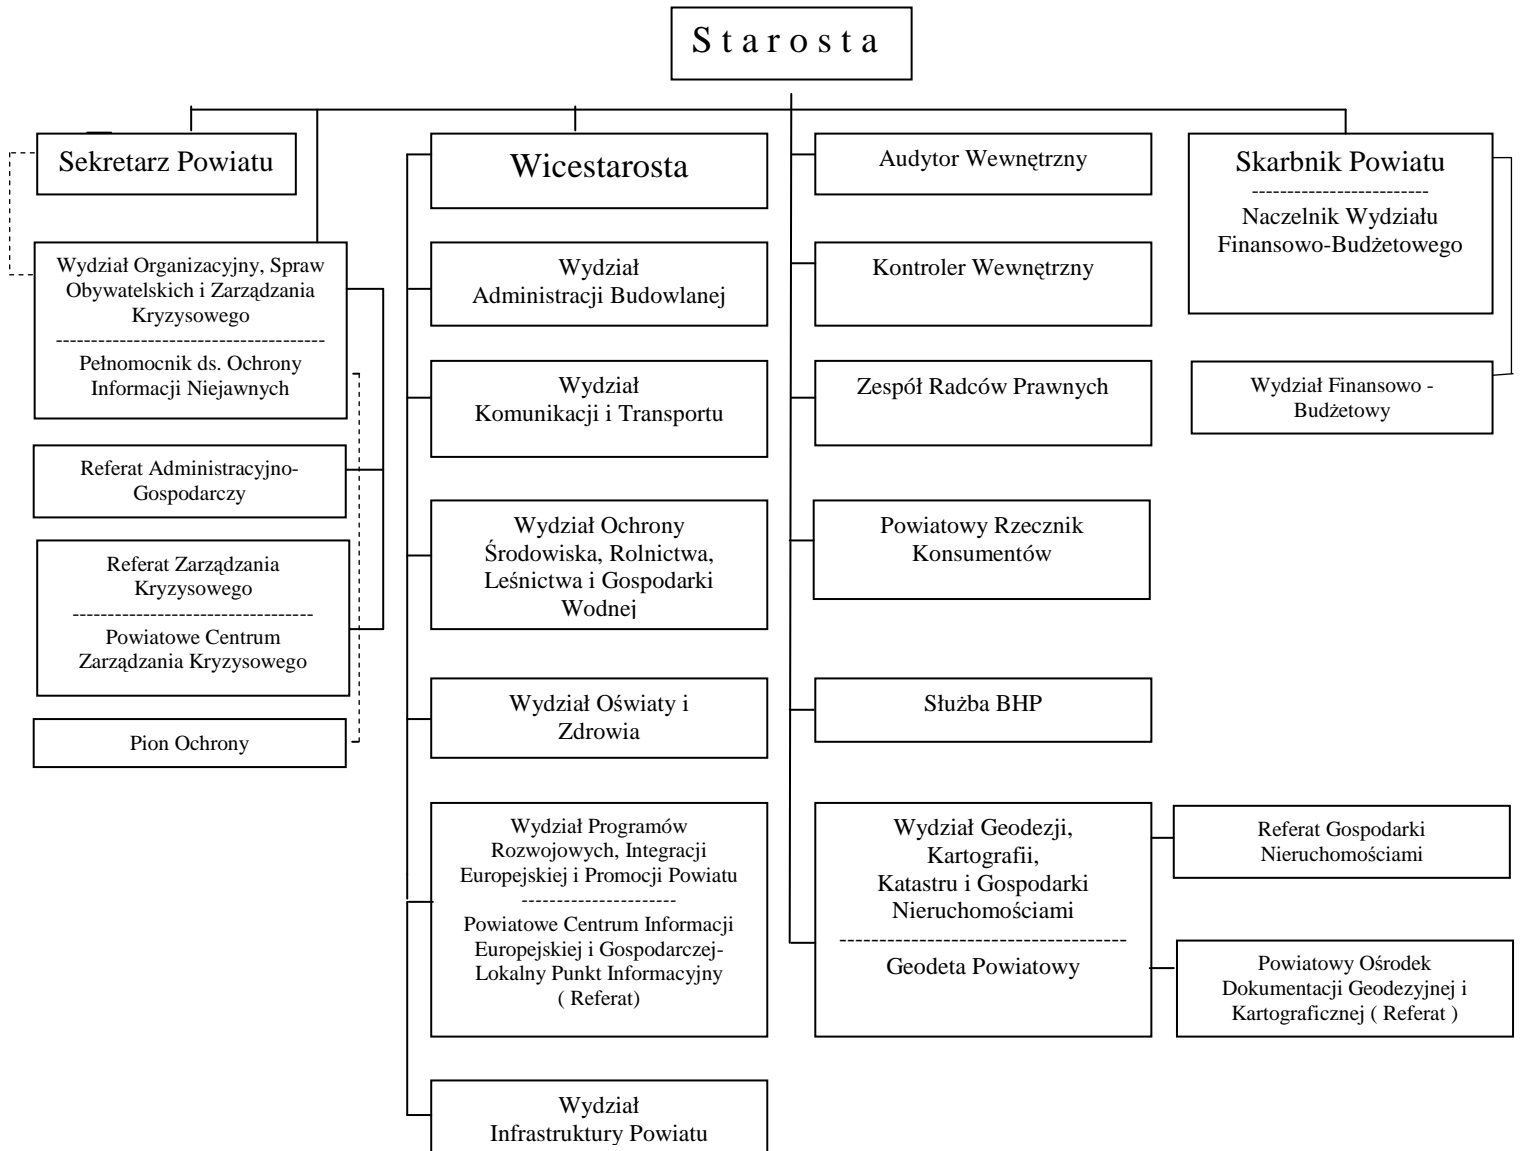 S t a r o s t a
Sekretarz Powiatu
Wydział Organizacyjny, Spraw
Obywatelskich i Zarządzania
Kryzysowego
--------------------------------------
Pełnomocnik ds. Ochrony
Informacji Niejawnych
Referat Administracyjno-
Gospodarczy
Referat Zarządzania
Kryzysowego
----------------------------------
Powiatowe Centrum
Zarządzania Kryzysowego
Pion Ochrony
Wicestarosta
Wydział
Administracji Budowlanej
Wydział
Komunikacji i Transportu
Wydział Ochrony
Środowiska, Rolnictwa,
Leśnictwa i Gospodarki
Wodnej
Wydział Oświaty i
Zdrowia
Wydział Programów
Rozwojowych, Integracji
Europejskiej i Promocji Powiatu
----------------------
Powiatowe Centrum Informacji
Europejskiej i Gospodarczej-
Lokalny Punkt Informacyjny
( Referat)
Wydział
Infrastruktury Powiatu
Audytor Wewnętrzny
Kontroler Wewnętrzny
Zespół Radców Prawnych
Powiatowy Rzecznik
Konsumentów
Służba BHP
Wydział Geodezji,
Kartografii,
Katastru i Gospodarki
Nieruchomościami
------------------------------------
Geodeta Powiatowy
Skarbnik Powiatu
-------------------------
Naczelnik Wydziału
Finansowo-Budżetowego
Wydział Finansowo -
Budżetowy
Referat Gospodarki
Nieruchomościami
Powiatowy Ośrodek
Dokumentacji Geodezyjnej i
Kartograficznej ( Referat )